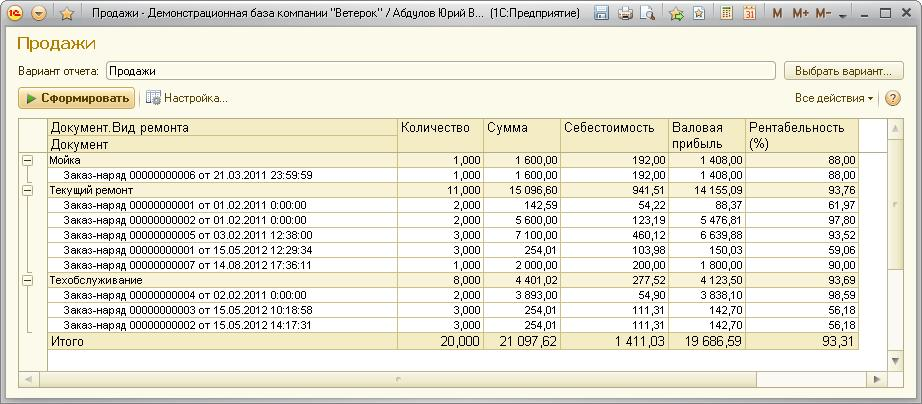 Продажи - Демонстрационная база компании "Ветерок" / Абдулов Юрий В... (1С:Предприятие)
M M+ M-
Продажи
Вариант отчета: Продажи Выбрать вариант...
Сформировать Настройка... Все действия
Документ.Вид ремонта Количество Сумма Себестоимость Валовая прибыль Рентабельность (%)
Документ
Мойка 1,000 1 600,00 192,00 1 408,00 88,00
Заказ-наряд 00000000006 от 21.03.2011 23:59:59 1,000 1 600,00 192,00 1 408,00 88,00
Текущий ремонт 11,000 15 096,60 941,51 14 155,09 93,76
Заказ-наряд 00000000001 от 01.02.2011 0:00:00 2,000 142,59 54,22 88,37 61,97
Заказ-наряд 00000000002 от 01.02.2011 0:00:00 2,000 5 600,00 123,19 5 476,81 97,80
Заказ-наряд 00000000005 от 03.02.2011 12:38:00 3,000 7 100,00 460,12 6 639,88 93,52
Заказ-наряд 00000000001 от 15.05.2012 12:29:34 3,000 254,01 103,98 150,03 59,06
Заказ-наряд 00000000007 от 14.08.2012 17:36:11 1,000 2 000,00 200,00 1 800,00 90,00
Техобслуживание 8,000 4 401,02 277,52 4 123,50 93,69
Заказ-наряд 00000000004 от 02.02.2011 0:00:00 2,000 3 893,00 54,90 3 838,10 98,59
Заказ-наряд 00000000003 от 15.05.2012 10:18:58 3,000 254,01 111,31 142,70 56,18
Заказ-наряд 00000000002 от 15.05.2012 14:17:31 3,000 254,01 111,31 142,70 56,18
Итого 20,000 21 097,62 1 411,03 19 686,59 93,31